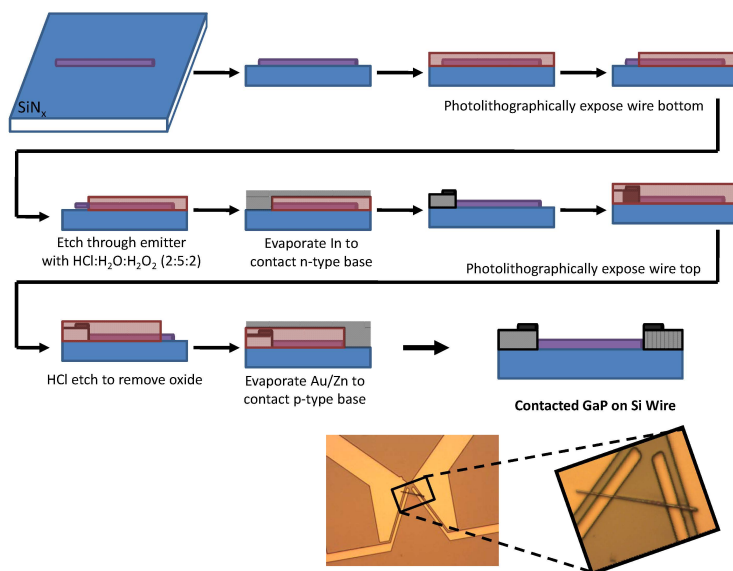 SiNₓ
Photolithographically expose wire bottom
Etch through emitter
with HCl:H₂O:H₂O₂ (2:5:2)
Evaporate In to
contact n-type base
Photolithographically expose wire top
HCl etch to remove oxide
Evaporate Au/Zn to
contact p-type base
Contacted GaP on Si Wire